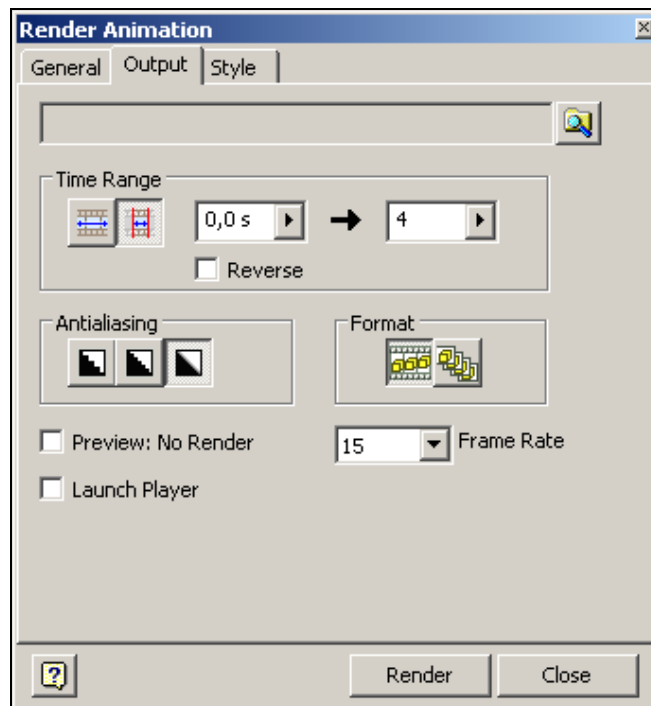 Render Animation
General Output Style
Time Range
0,0 s 4
Reverse
Antialiasing Format
Preview: No Render 15 Frame Rate
Launch Player
Render Close